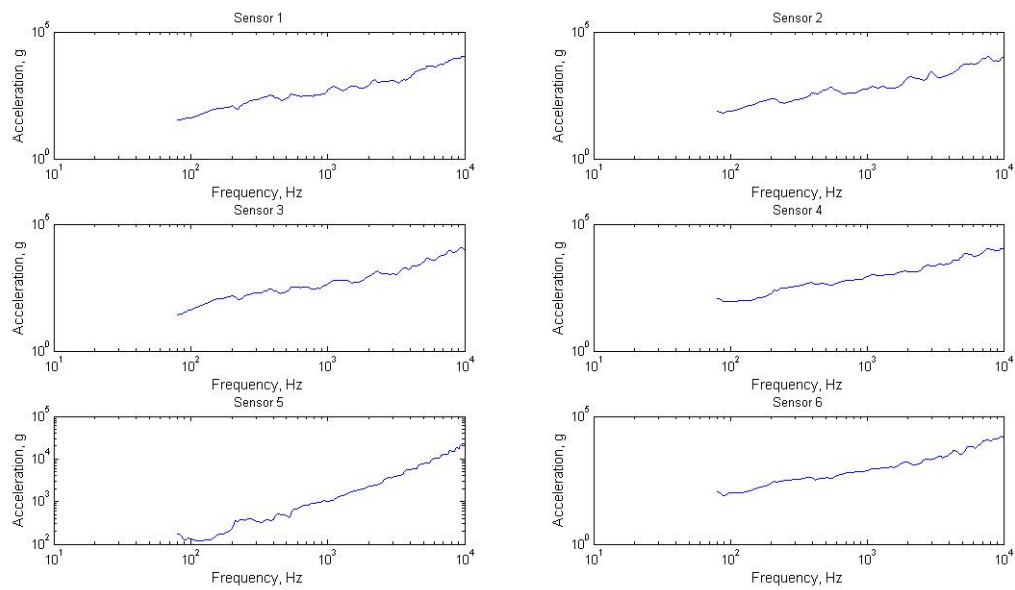 Sensor 1
10^5
Acceleration, g
10^0
10^1 10^2 10^3 10^4
Frequency, Hz
Sensor 2
10^5
Acceleration, g
10^0
10^1 10^2 10^3 10^4
Frequency, Hz
Sensor 3
10^5
Acceleration, g
10^0
10^1 10^2 10^3 10^4
Frequency, Hz
Sensor 4
10^5
Acceleration, g
10^0
10^1 10^2 10^3 10^4
Frequency, Hz
Sensor 5
10^5
10^4
Acceleration, g
10^3
10^2
10^1 10^2 10^3 10^4
Frequency, Hz
Sensor 6
10^5
Acceleration, g
10^0
10^1 10^2 10^3 10^4
Frequency, Hz